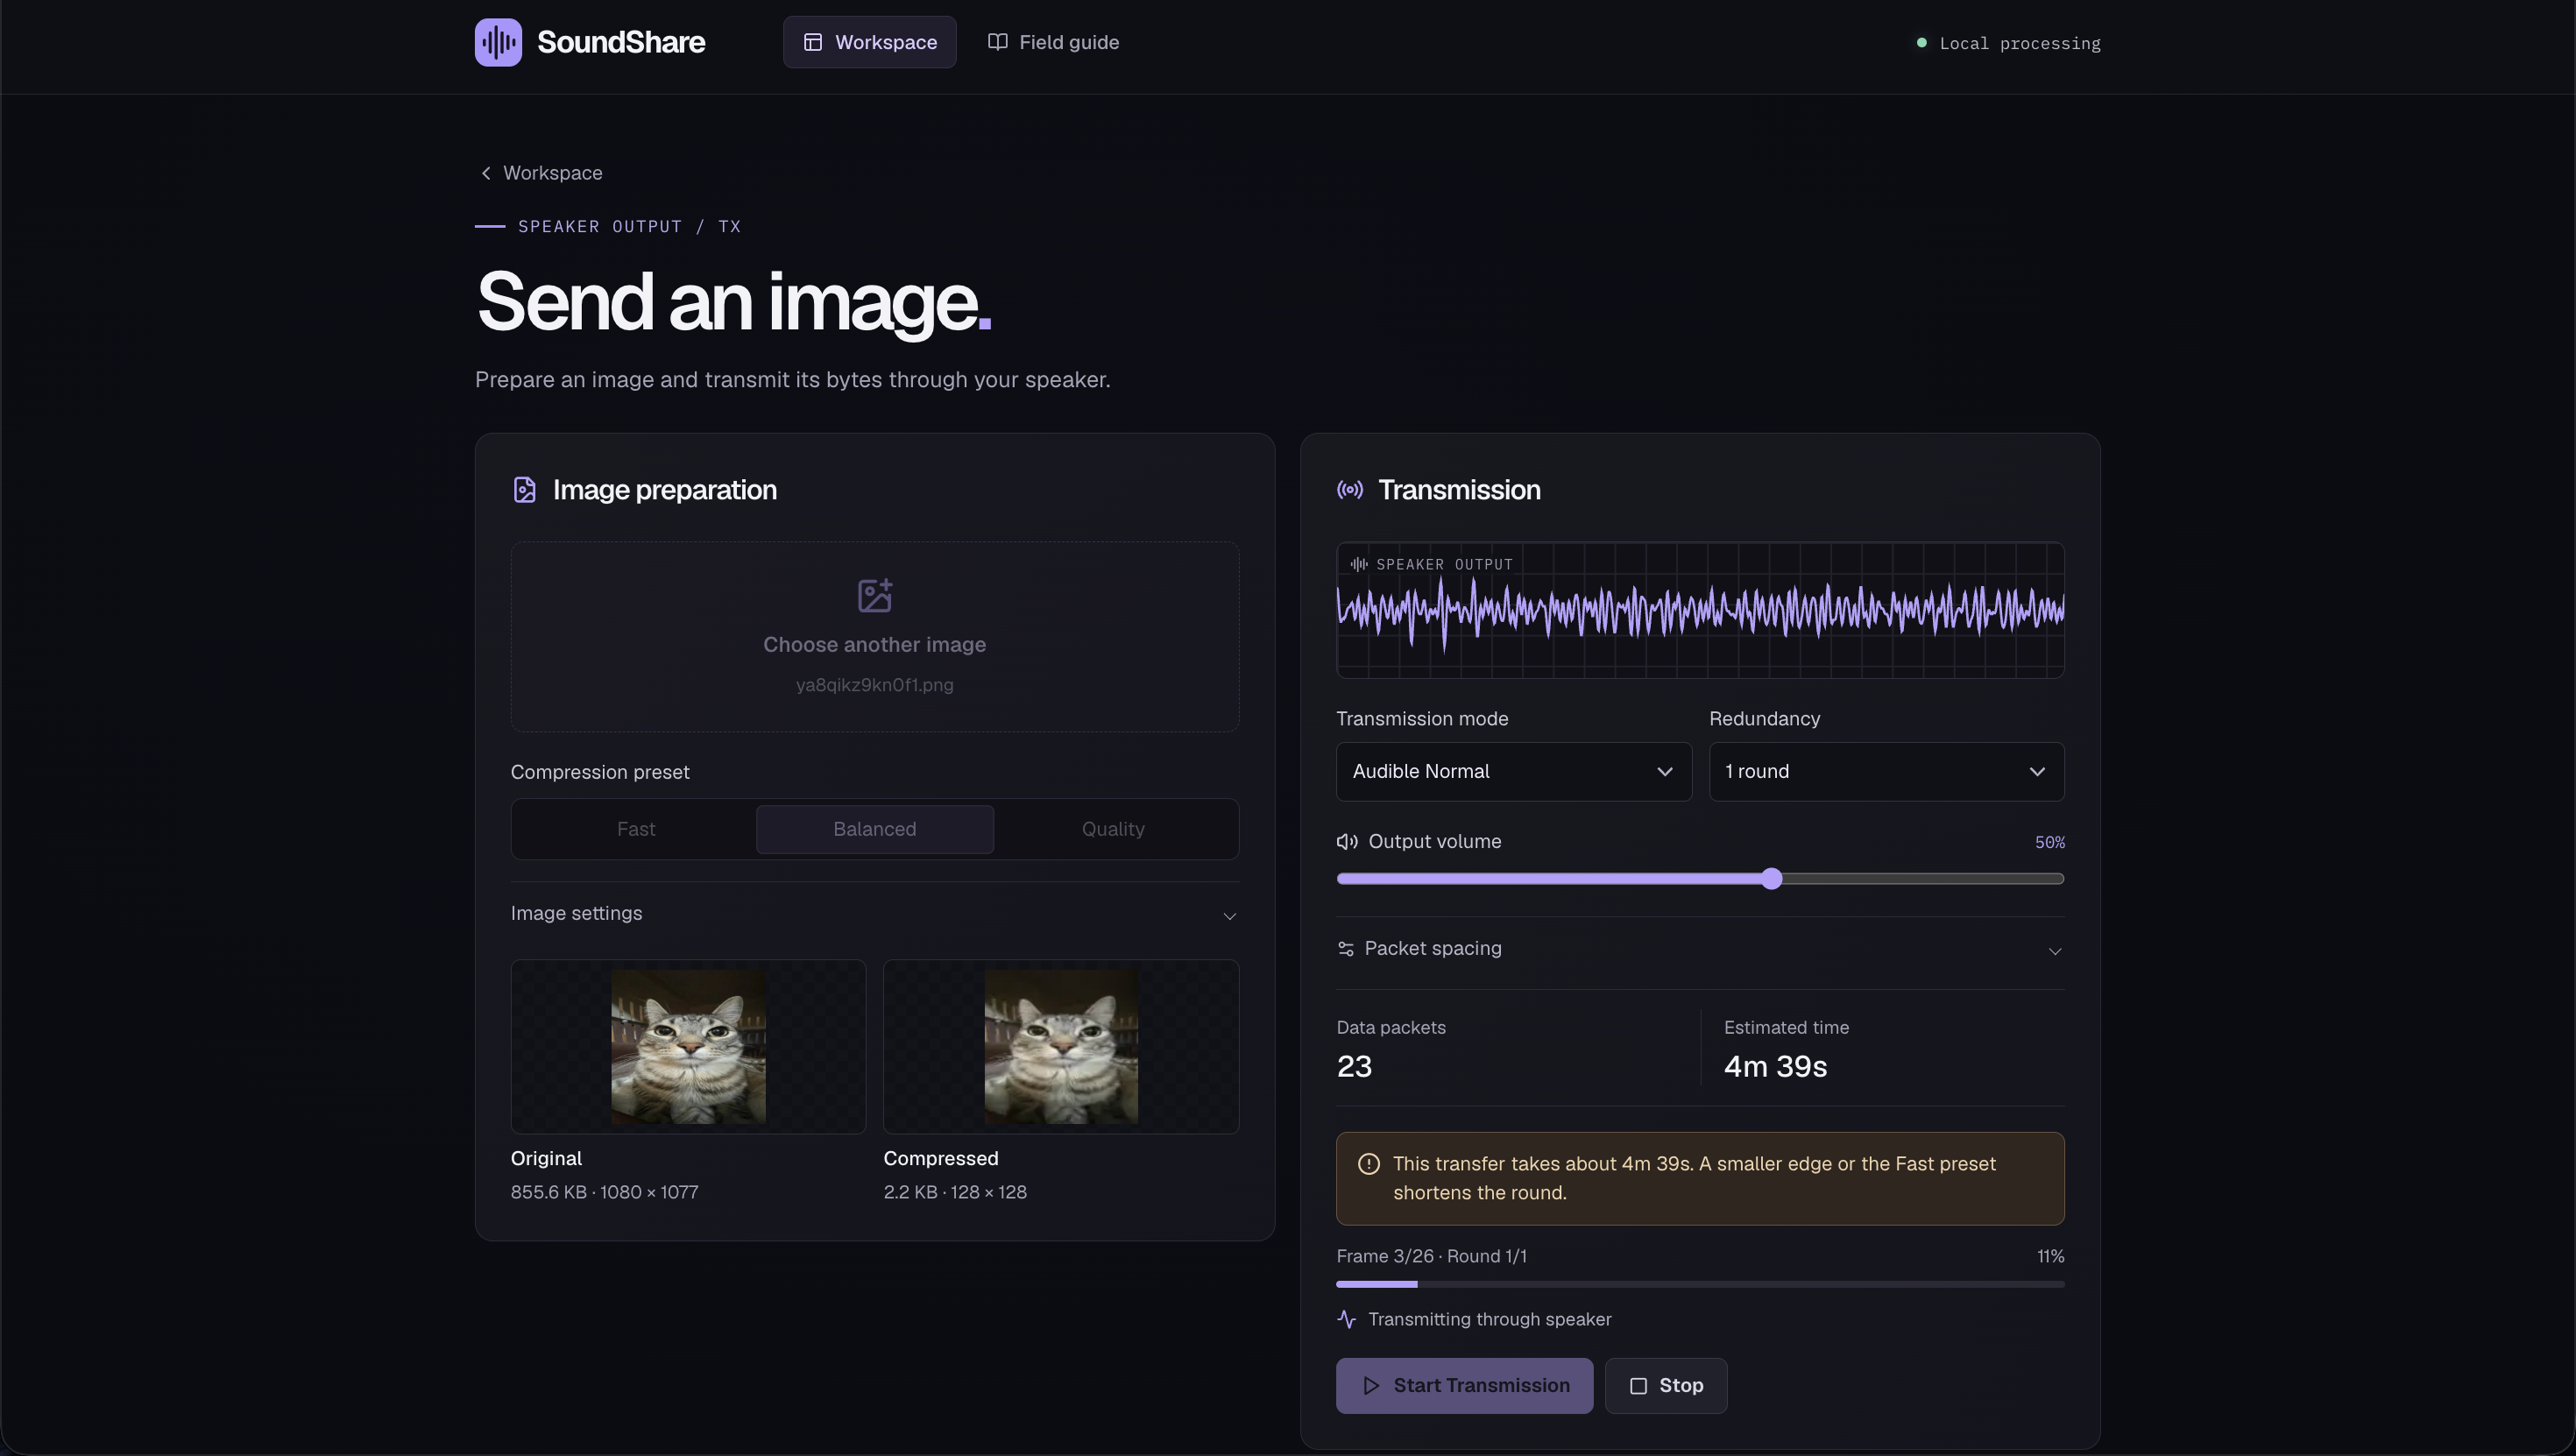 SoundShare
Workspace
Field guide
Local processing
Workspace
SPEAKER OUTPUT / TX
Send an image.
Prepare an image and transmit its bytes through your speaker.
Image preparation
Choose another image
ya8qikz9kn0f1.png
Compression preset
Fast
Balanced
Quality
Image settings
Original
855.6 KB · 1080 × 1077
Compressed
2.2 KB · 128 × 128
Transmission
SPEAKER OUTPUT
Transmission mode
Audible Normal
Redundancy
1 round
Output volume
50%
Packet spacing
Data packets
23
Estimated time
4m 39s
This transfer takes about 4m 39s. A smaller edge or the Fast preset
shortens the round.
Frame 3/26 · Round 1/1
11%
Transmitting through speaker
Start Transmission
Stop